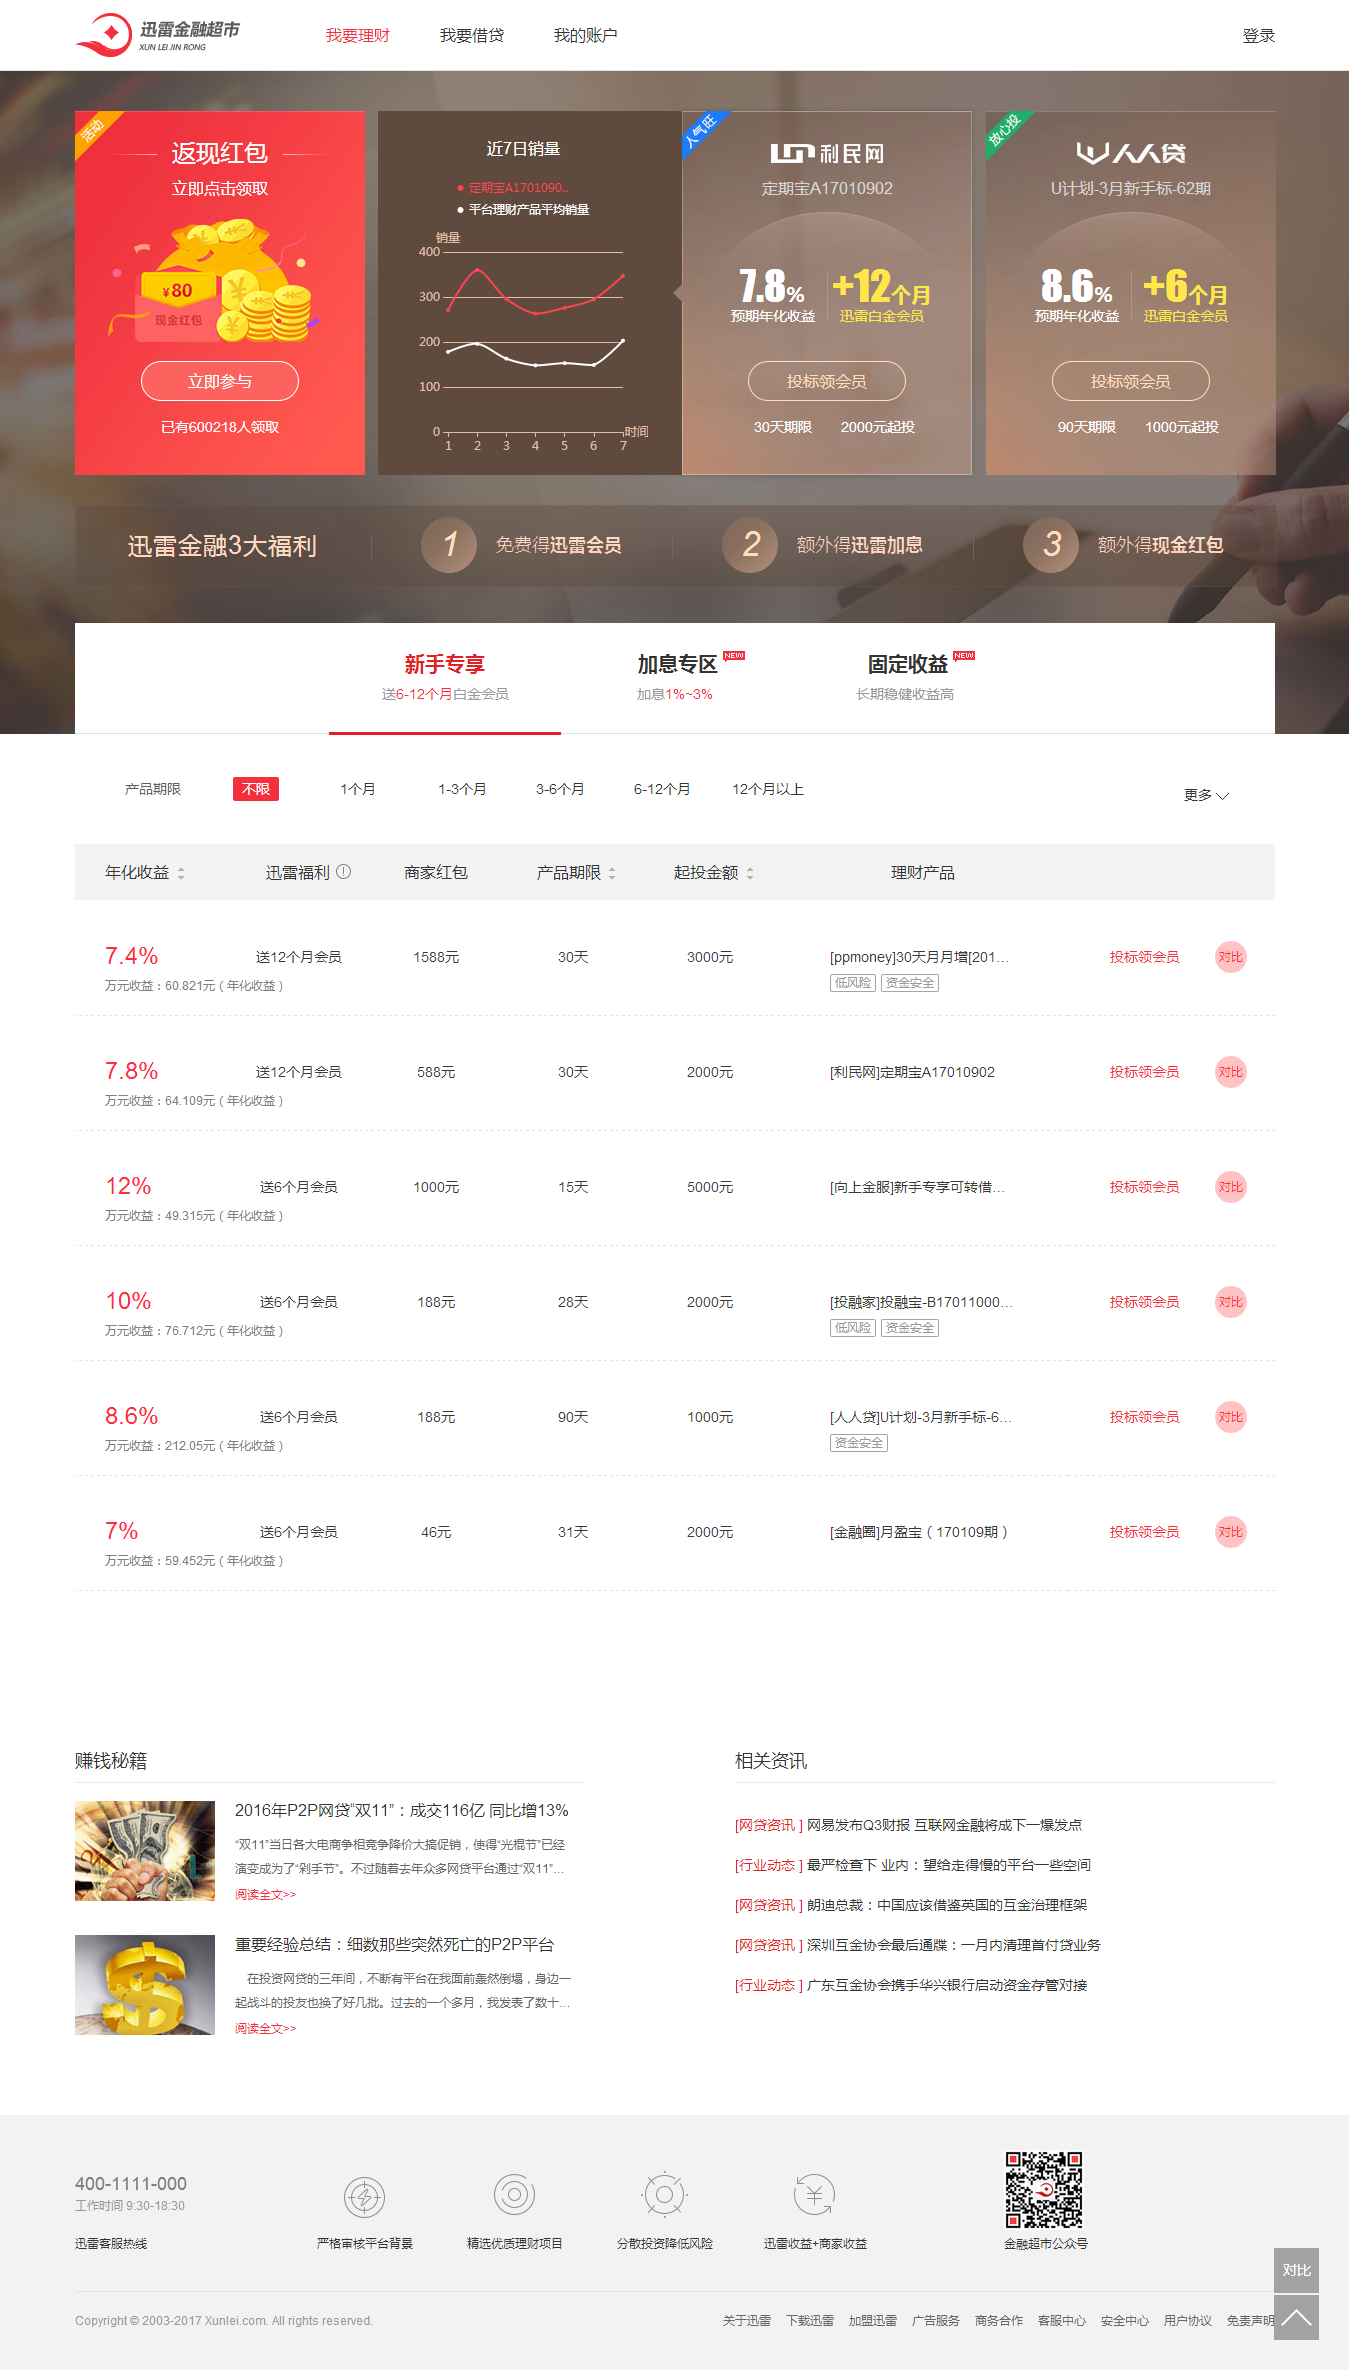 迅雷金融超市
XUN LEI JIN RONG
我要理财
我要借贷
我的账户
登录
活动
返现红包
立即点击领取
¥80
现金红包
立即参与
已有600218人领取
近7日销量
定期宝A1701090..
平台理财产品平均销量
销量
400
300
200
100
0
时间
1 2 3 4 5 6 7
人气旺
利民网
定期宝A17010902
7.8% +12个月
预期年化收益 迅雷白金会员
投标领会员
30天期限 2000元起投
放心投
人人贷
U计划-3月新手标-62期
8.6% +6个月
预期年化收益 迅雷白金会员
投标领会员
90天期限 1000元起投
迅雷金融3大福利
1 免费得迅雷会员
2 额外得迅雷加息
3 额外得现金红包
新手专享
送6-12个月白金会员
加息专区 NEW
加息1%~3%
固定收益 NEW
长期稳健收益高
产品期限 不限 1个月 1-3个月 3-6个月 6-12个月 12个月以上 更多
年化收益 迅雷福利 商家红包 产品期限 起投金额 理财产品
7.4% 送12个月会员 1588元 30天 3000元 [ppmoney]30天月月增[201... 投标领会员 对比
万元收益：60.821元（年化收益）
低风险 资金安全
7.8% 送12个月会员 588元 30天 2000元 [利民网]定期宝A17010902 投标领会员 对比
万元收益：64.109元（年化收益）
12% 送6个月会员 1000元 15天 5000元 [向上金服]新手专享可转借... 投标领会员 对比
万元收益：49.315元（年化收益）
10% 送6个月会员 188元 28天 2000元 [投融家]投融宝-B17011000... 投标领会员 对比
万元收益：76.712元（年化收益）
低风险 资金安全
8.6% 送6个月会员 188元 90天 1000元 [人人贷]U计划-3月新手标-6... 投标领会员 对比
万元收益：212.05元（年化收益）
资金安全
7% 送6个月会员 46元 31天 2000元 [金融圈]月盈宝（170109期） 投标领会员 对比
万元收益：59.452元（年化收益）
赚钱秘籍
2016年P2P网贷“双11”：成交116亿 同比增13%
“双11”当日各大电商争相竞争降价大搞促销，使得“光棍节”已经
演变成为了“剁手节”。不过随着去年众多网贷平台通过“双11”...
阅读全文>>
重要经验总结：细数那些突然死亡的P2P平台
在投资网贷的三年间，不断有平台在我面前轰然倒塌，身边一
起战斗的投友也换了好几批。过去的一个多月，我发表了数十...
阅读全文>>
相关资讯
[网贷资讯 ] 网易发布Q3财报 互联网金融将成下一爆发点
[行业动态 ] 最严检查下 业内：望给走得慢的平台一些空间
[网贷资讯 ] 朗迪总裁：中国应该借鉴英国的互金治理框架
[网贷资讯 ] 深圳互金协会最后通牒：一月内清理首付贷业务
[行业动态 ] 广东互金协会携手华兴银行启动资金存管对接
400-1111-000
工作时间 9:30-18:30
迅雷客服热线
严格审核平台背景
精选优质理财项目
分散投资降低风险
迅雷收益+商家收益
金融超市公众号
对比
Copyright © 2003-2017 Xunlei.com. All rights reserved.
关于迅雷 下载迅雷 加盟迅雷 广告服务 商务合作 客服中心 安全中心 用户协议 免责声明